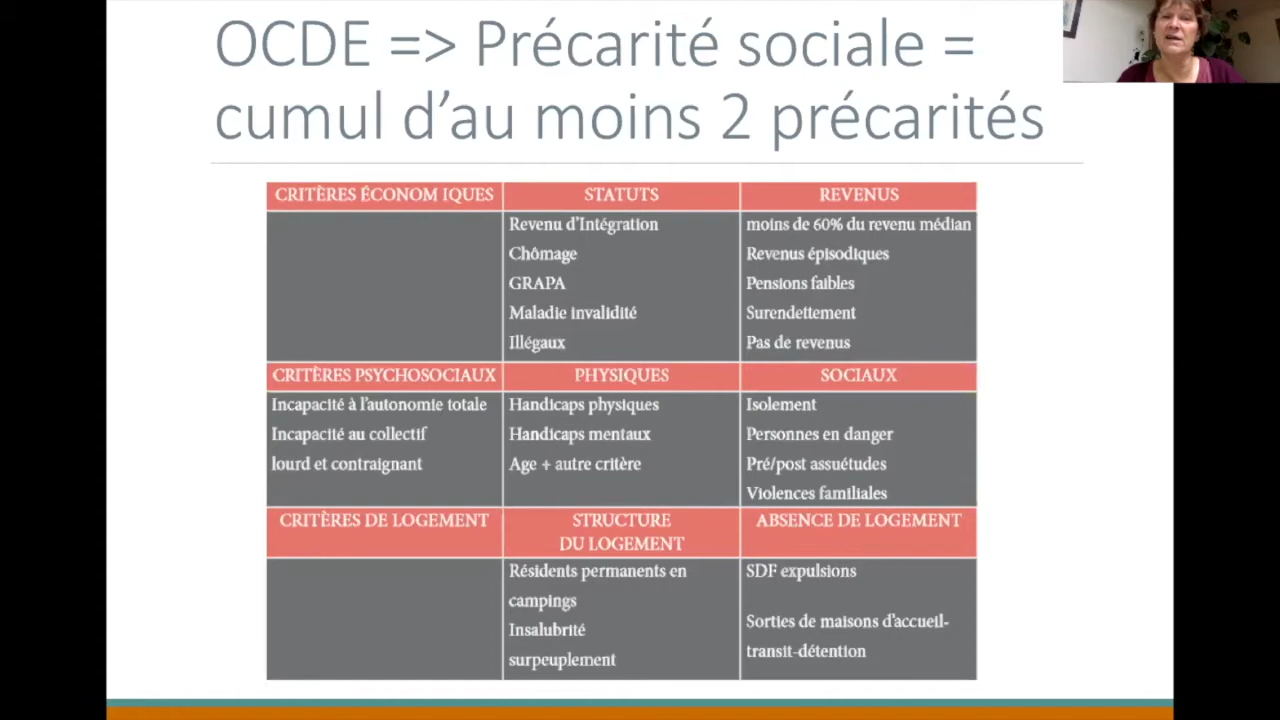 OCDE => Précarité sociale =
cumul d'au moins 2 précarités
CRITÈRES ÉCONOM IQUES
STATUTS
REVENUS
Revenu d'Intégration
Chômage
GRAPA
Maladie invalidité
Illégaux
moins de 60% du revenu médian
Revenus épisodiques
Pensions faibles
Surendettement
Pas de revenus
CRITÈRES PSYCHOSOCIAUX
PHYSIQUES
SOCIAUX
Incapacité à l'autonomie totale
Incapacité au collectif
lourd et contraignant
Handicaps physiques
Handicaps mentaux
Age + autre critère
Isolement
Personnes en danger
Pré/post assuétudes
Violences familiales
CRITÈRES DE LOGEMENT
STRUCTURE
DU LOGEMENT
ABSENCE DE LOGEMENT
Résidents permanents en
campings
Insalubrité
surpeuplement
SDF expulsions
Sorties de maisons d'accueil-
transit-détention